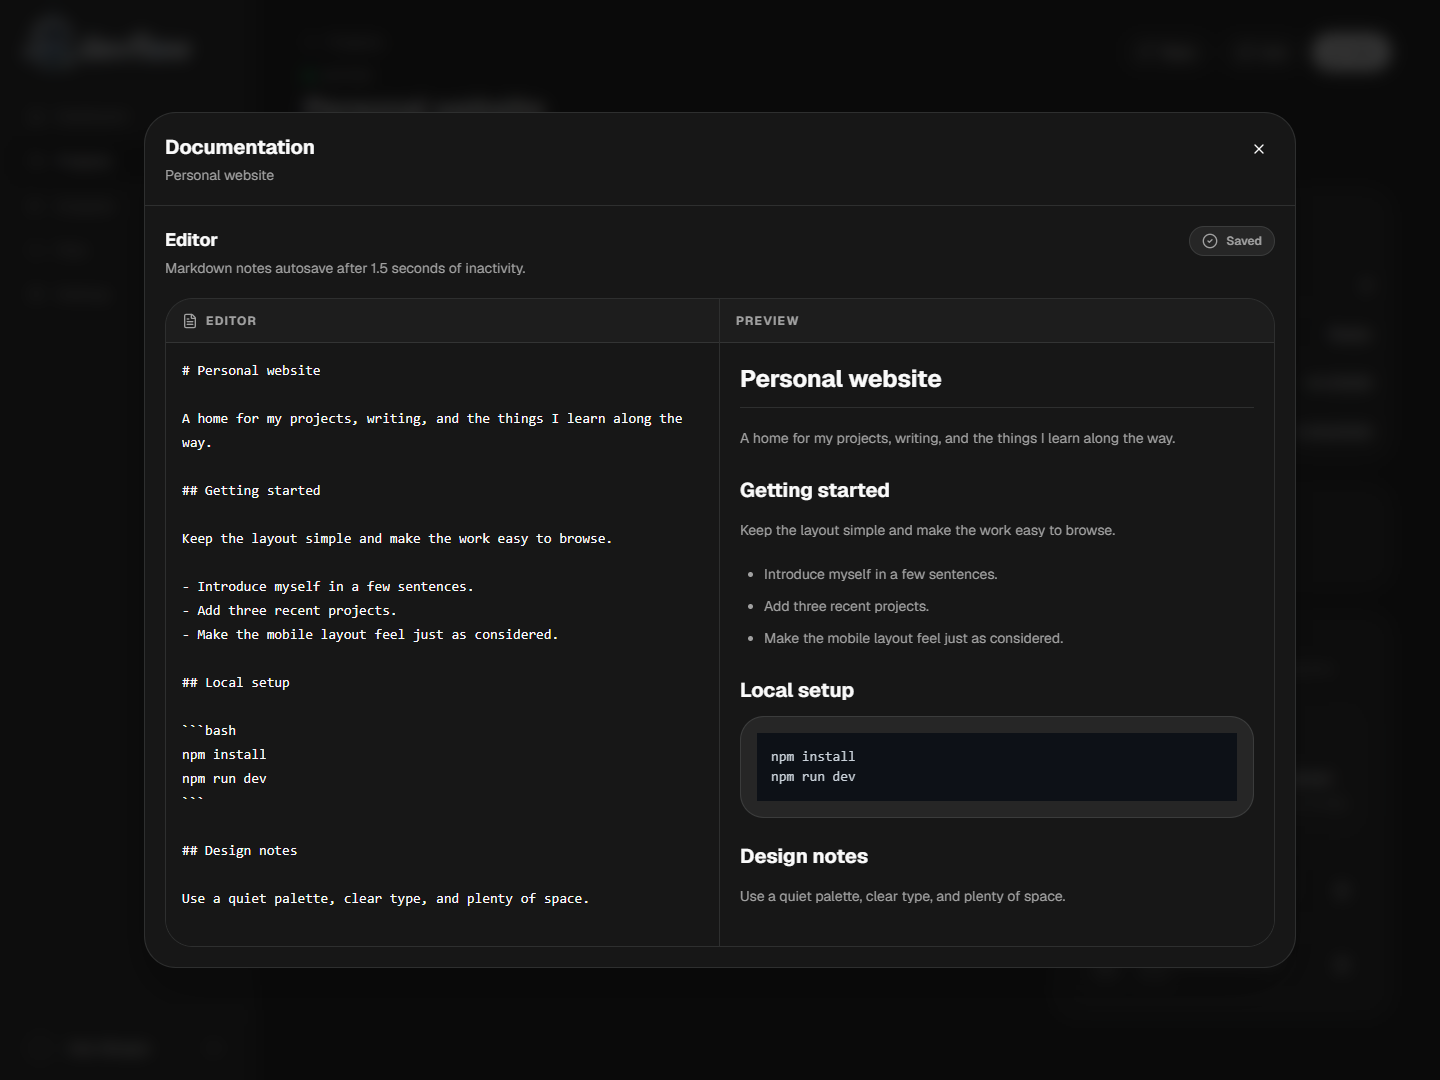 Documentation
Personal website
Editor
Saved
Markdown notes autosave after 1.5 seconds of inactivity.
EDITOR
# Personal website
A home for my projects, writing, and the things I learn along the
way.
## Getting started
Keep the layout simple and make the work easy to browse.
- Introduce myself in a few sentences.
- Add three recent projects.
- Make the mobile layout feel just as considered.
## Local setup
```bash
npm install
npm run dev
```
## Design notes
Use a quiet palette, clear type, and plenty of space.
PREVIEW
Personal website
A home for my projects, writing, and the things I learn along the way.
Getting started
Keep the layout simple and make the work easy to browse.
• Introduce myself in a few sentences.
• Add three recent projects.
• Make the mobile layout feel just as considered.
Local setup
npm install
npm run dev
Design notes
Use a quiet palette, clear type, and plenty of space.